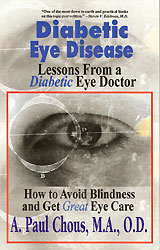 "One of the most down to earth and practical books
on this topic ever written." -Steven V. Edelman, M.D.
Diabetic
Eye Disease
Lessons From a
Diabetic Eye Doctor
How to Avoid Blindness
and Get Great Eye Care
A. Paul Chous, M.A., O.D.